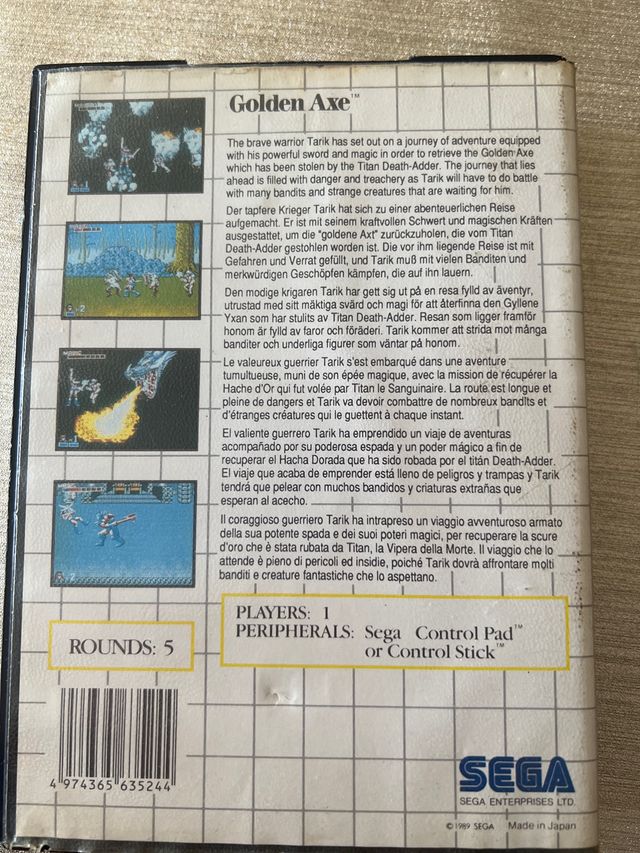 Golden Axe™
The brave warrior Tarik has set out on a journey of adventure equipped
with his powerful sword and magic in order to retrieve the Golden Axe
which has been stolen by the Titan Death-Adder. The journey that lies
ahead is filled with danger and treachery as Tarik will have to do battle
with many bandits and strange creatures that are waiting for him.
Der tapfere Krieger Tarik hat sich zu einer abenteuerlichen Reise
aufgemacht. Er ist mit seinem kraftvollen Schwert und magischen Kräften
ausgestattet, um die "goldene Axt" zurückzuholen, die vom Titan
Death-Adder gestohlen worden ist. Die vor ihm liegende Reise ist mit
Gefahren und Verrat gefüllt, und Tarik muß mit vielen Banditen und
merkwürdigen Geschöpfen kämpfen, die auf ihn lauern.
Den modige krigaren Tarik har gett sig ut på en resa fylld av äventyr,
utrustad med sitt mäktiga svärd och magi för att återfinna den Gyllene
Yxan som har stulits av Titan Death-Adder. Resan som ligger framför
honom är fylld av faror och föräderi. Tarik kommer att strida mot många
banditer och underliga figurer som väntar på honom.
Le valeureux guerrier Tarik s'est embarqué dans une aventure
tumultueuse, muni de son épée magique, avec la mission de récupérer la
Hache d'Or qui fut volée par Titan le Sanguinaire. La route est longue et
pleine de dangers et Tarik va devoir combattre de nombreux bandits et
d'étranges créatures qui le guettent à chaque instant.
El valiente guerrero Tarik ha emprendido un viaje de aventuras
acompañado por su poderosa espada y un poder mágico a fin de
recuperar el Hacha Dorada que ha sido robada por el titán Death-Adder.
El viaje que acaba de emprender está lleno de peligros y trampas y Tarik
tendrá que pelear con muchos bandidos y criaturas extrañas que
esperan al acecho.
Il coraggioso guerriero Tarik ha intrapreso un viaggio avventuroso armato
della sua potente spada e dei suoi poteri magici, per recuperare la scure
d'oro che è stata rubata da Titan, la Vipera della Morte. Il viaggio che lo
attende è pieno di pericoli ed insidie, poiché Tarik dovrà affrontare molti
banditi e creature fantastiche che lo aspettano.
PLAYERS: 1
PERIPHERALS: Sega Control Pad™
or Control Stick™
ROUNDS: 5
4 974365 635244
SEGA
SEGA ENTERPRISES LTD.
© 1989 SEGA Made in Japan